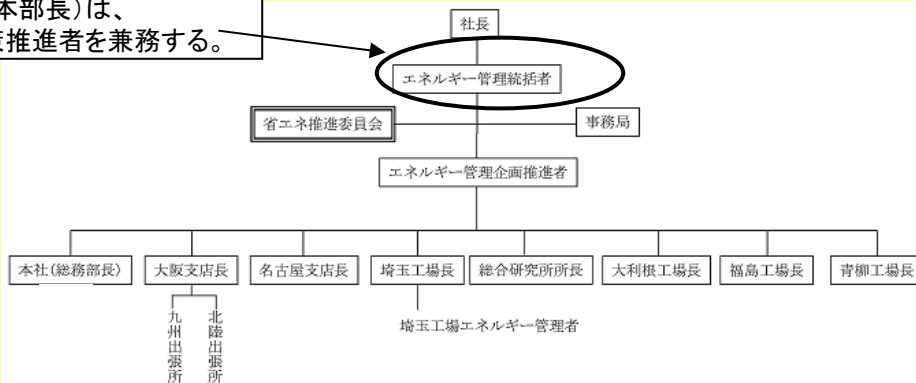 本部長)は、
推進者を兼務する。
社長
エネルギー管理統括者
省エネ推進委員会
事務局
エネルギー管理企画推進者
本社(総務部長)
大阪支店長
名古屋支店長
埼玉工場長
総合研究所所長
大利根工場長
福島工場長
青柳工場長
九州出張所
北陸出張所
埼玉工場エネルギー管理者